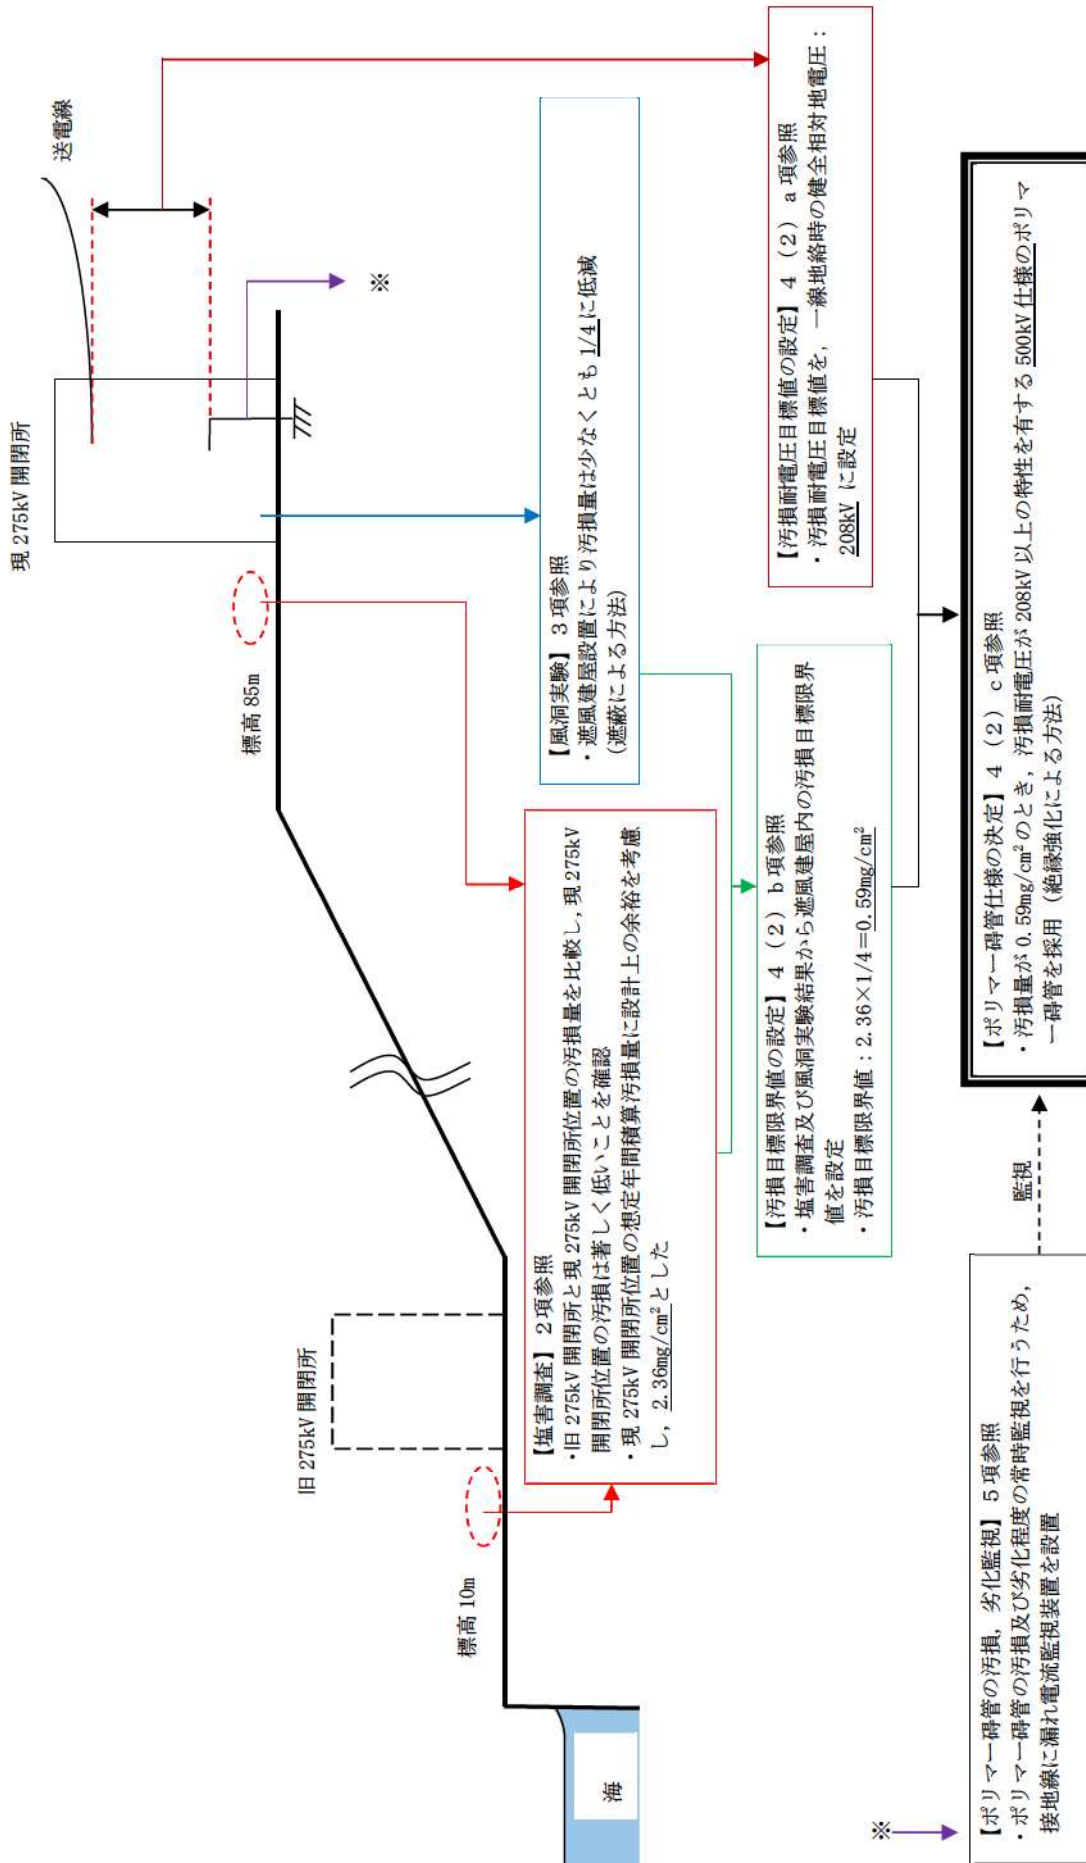 現 275kV 開閉所
送電線
※
標高 85m
旧 275kV 開閉所
標高 10m
海
【塩害調査】２項参照
・旧 275kV 開閉所と現 275kV 開閉所位置の汚損量を比較し, 現 275kV
開閉所位置の汚損は著しく低いことを確認
・現 275kV 開閉所位置の想定年間積算汚損量に設計上の余裕を考慮
し, 2.36mg/cm²とした
【風洞実験】３項参照
・遮風建屋設置により汚損量は少なくとも 1/4 に低減
(遮蔽による方法)
【汚損目標限界値の設定】４（２）ｂ項参照
・塩害調査及び風洞実験結果から遮風建屋内の汚損目標限界
値を設定
・汚損目標限界値：2.36×1/4=0.59mg/cm²
【汚損耐電圧目標値の設定】４（２）ａ項参照
・汚損耐電圧目標値を, 一線地絡時の健全相対地電圧：
208kV に設定
※
【ポリマー碍管の汚損, 劣化監視】５項参照
・ポリマー碍管の汚損及び劣化程度の常時監視を行うため,
接地線に漏れ電流監視装置を設置
監視
【ポリマー碍管仕様の決定】４（２）ｃ項参照
・汚損量が 0.59mg/cm²のとき, 汚損耐電圧が 208kV 以上の特性を有する 500kV 仕様のポリマ
ー碍管を採用（絶縁強化による方法）